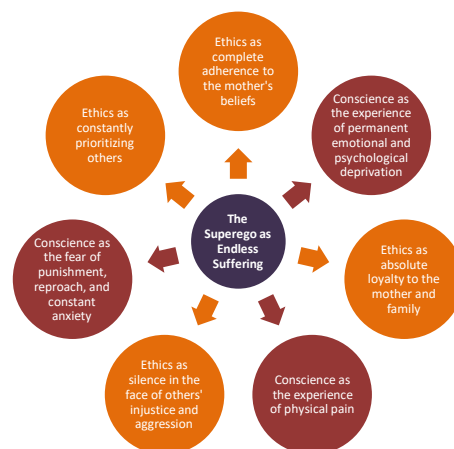 Ethics as
complete
adherence to
the mother's
beliefs
Conscience as
the experience
of permanent
emotional and
psychological
deprivation
Ethics as
absolute
loyalty to the
mother and
family
Conscience as
the experience
of physical pain
Ethics as
silence in the
face of others'
injustice and
aggression
Conscience as
the fear of
punishment,
reproach, and
constant
anxiety
Ethics as
constantly
prioritizing
others
The
Superego as
Endless
Suffering